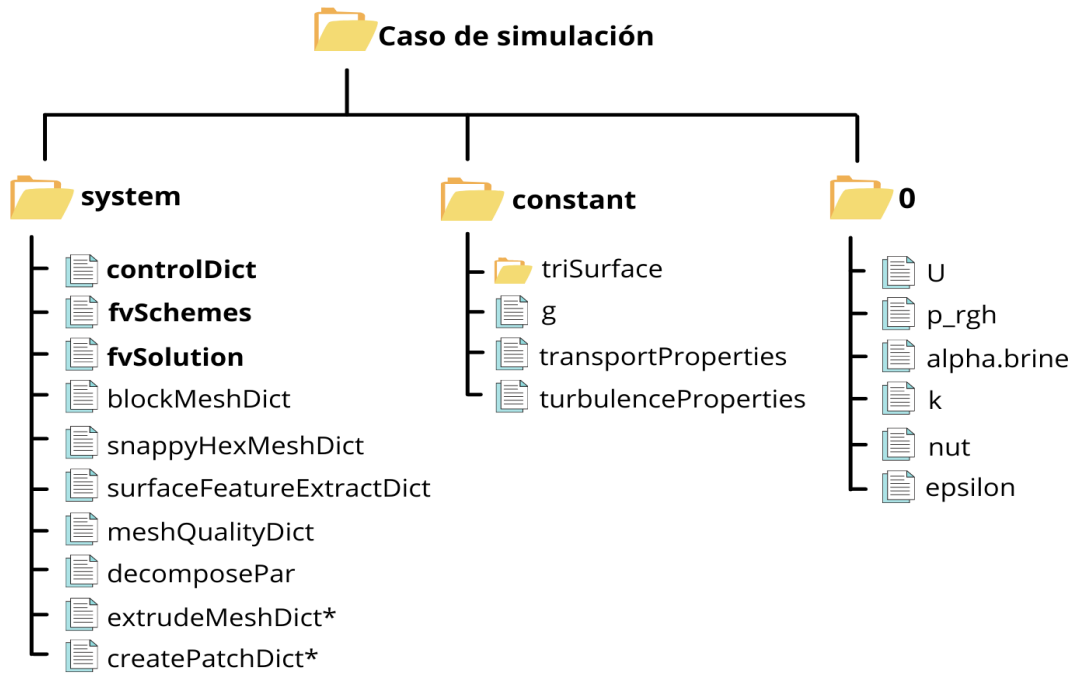 Caso de simulación
system
controlDict
fvSchemes
fvSolution
blockMeshDict
snappyHexMeshDict
surfaceFeatureExtractDict
meshQualityDict
decomposePar
extrudeMeshDict*
createPatchDict*
constant
triSurface
g
transportProperties
turbulenceProperties
0
U
p_rgh
alpha.brine
k
nut
epsilon